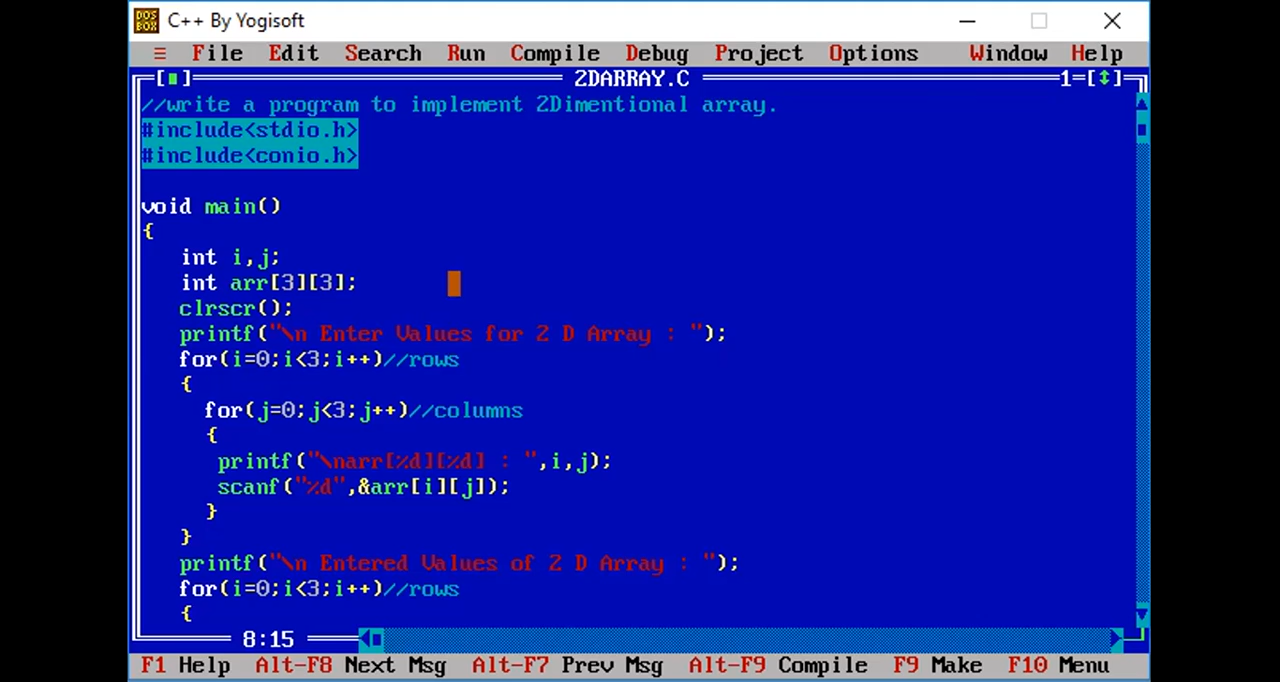 C++ By Yogisoft
≡ File Edit Search Run Compile Debug Project Options Window Help
[■] 2DARRAY.C 1=[↕]
//write a program to implement 2Dimentional array.
#include<stdio.h>
#include<conio.h>
void main()
{
int i,j;
int arr[3][3];
clrscr();
printf("\n Enter Values for 2 D Array : ");
for(i=0;i<3;i++)//rows
{
for(j=0;j<3;j++)//columns
{
printf("\narr[%d][%d] : ",i,j);
scanf("%d",&arr[i][j]);
}
}
printf("\n Entered Values of 2 D Array : ");
for(i=0;i<3;i++)//rows
{
8:15
F1 Help Alt-F8 Next Msg Alt-F7 Prev Msg Alt-F9 Compile F9 Make F10 Menu